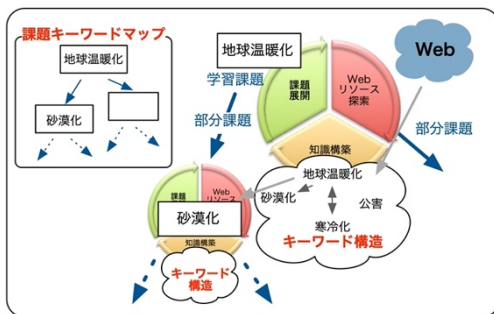 課題キーワードマップ
地球温暖化
砂漠化
地球温暖化
学習課題
部分課題
課題
展開
Web
リソース
探索
知識構築
Web
部分課題
地球温暖化
砂漠化
公害
寒冷化
キーワード構造
課題
Web
リソース
砂漠化
知識構築
キーワード
構造